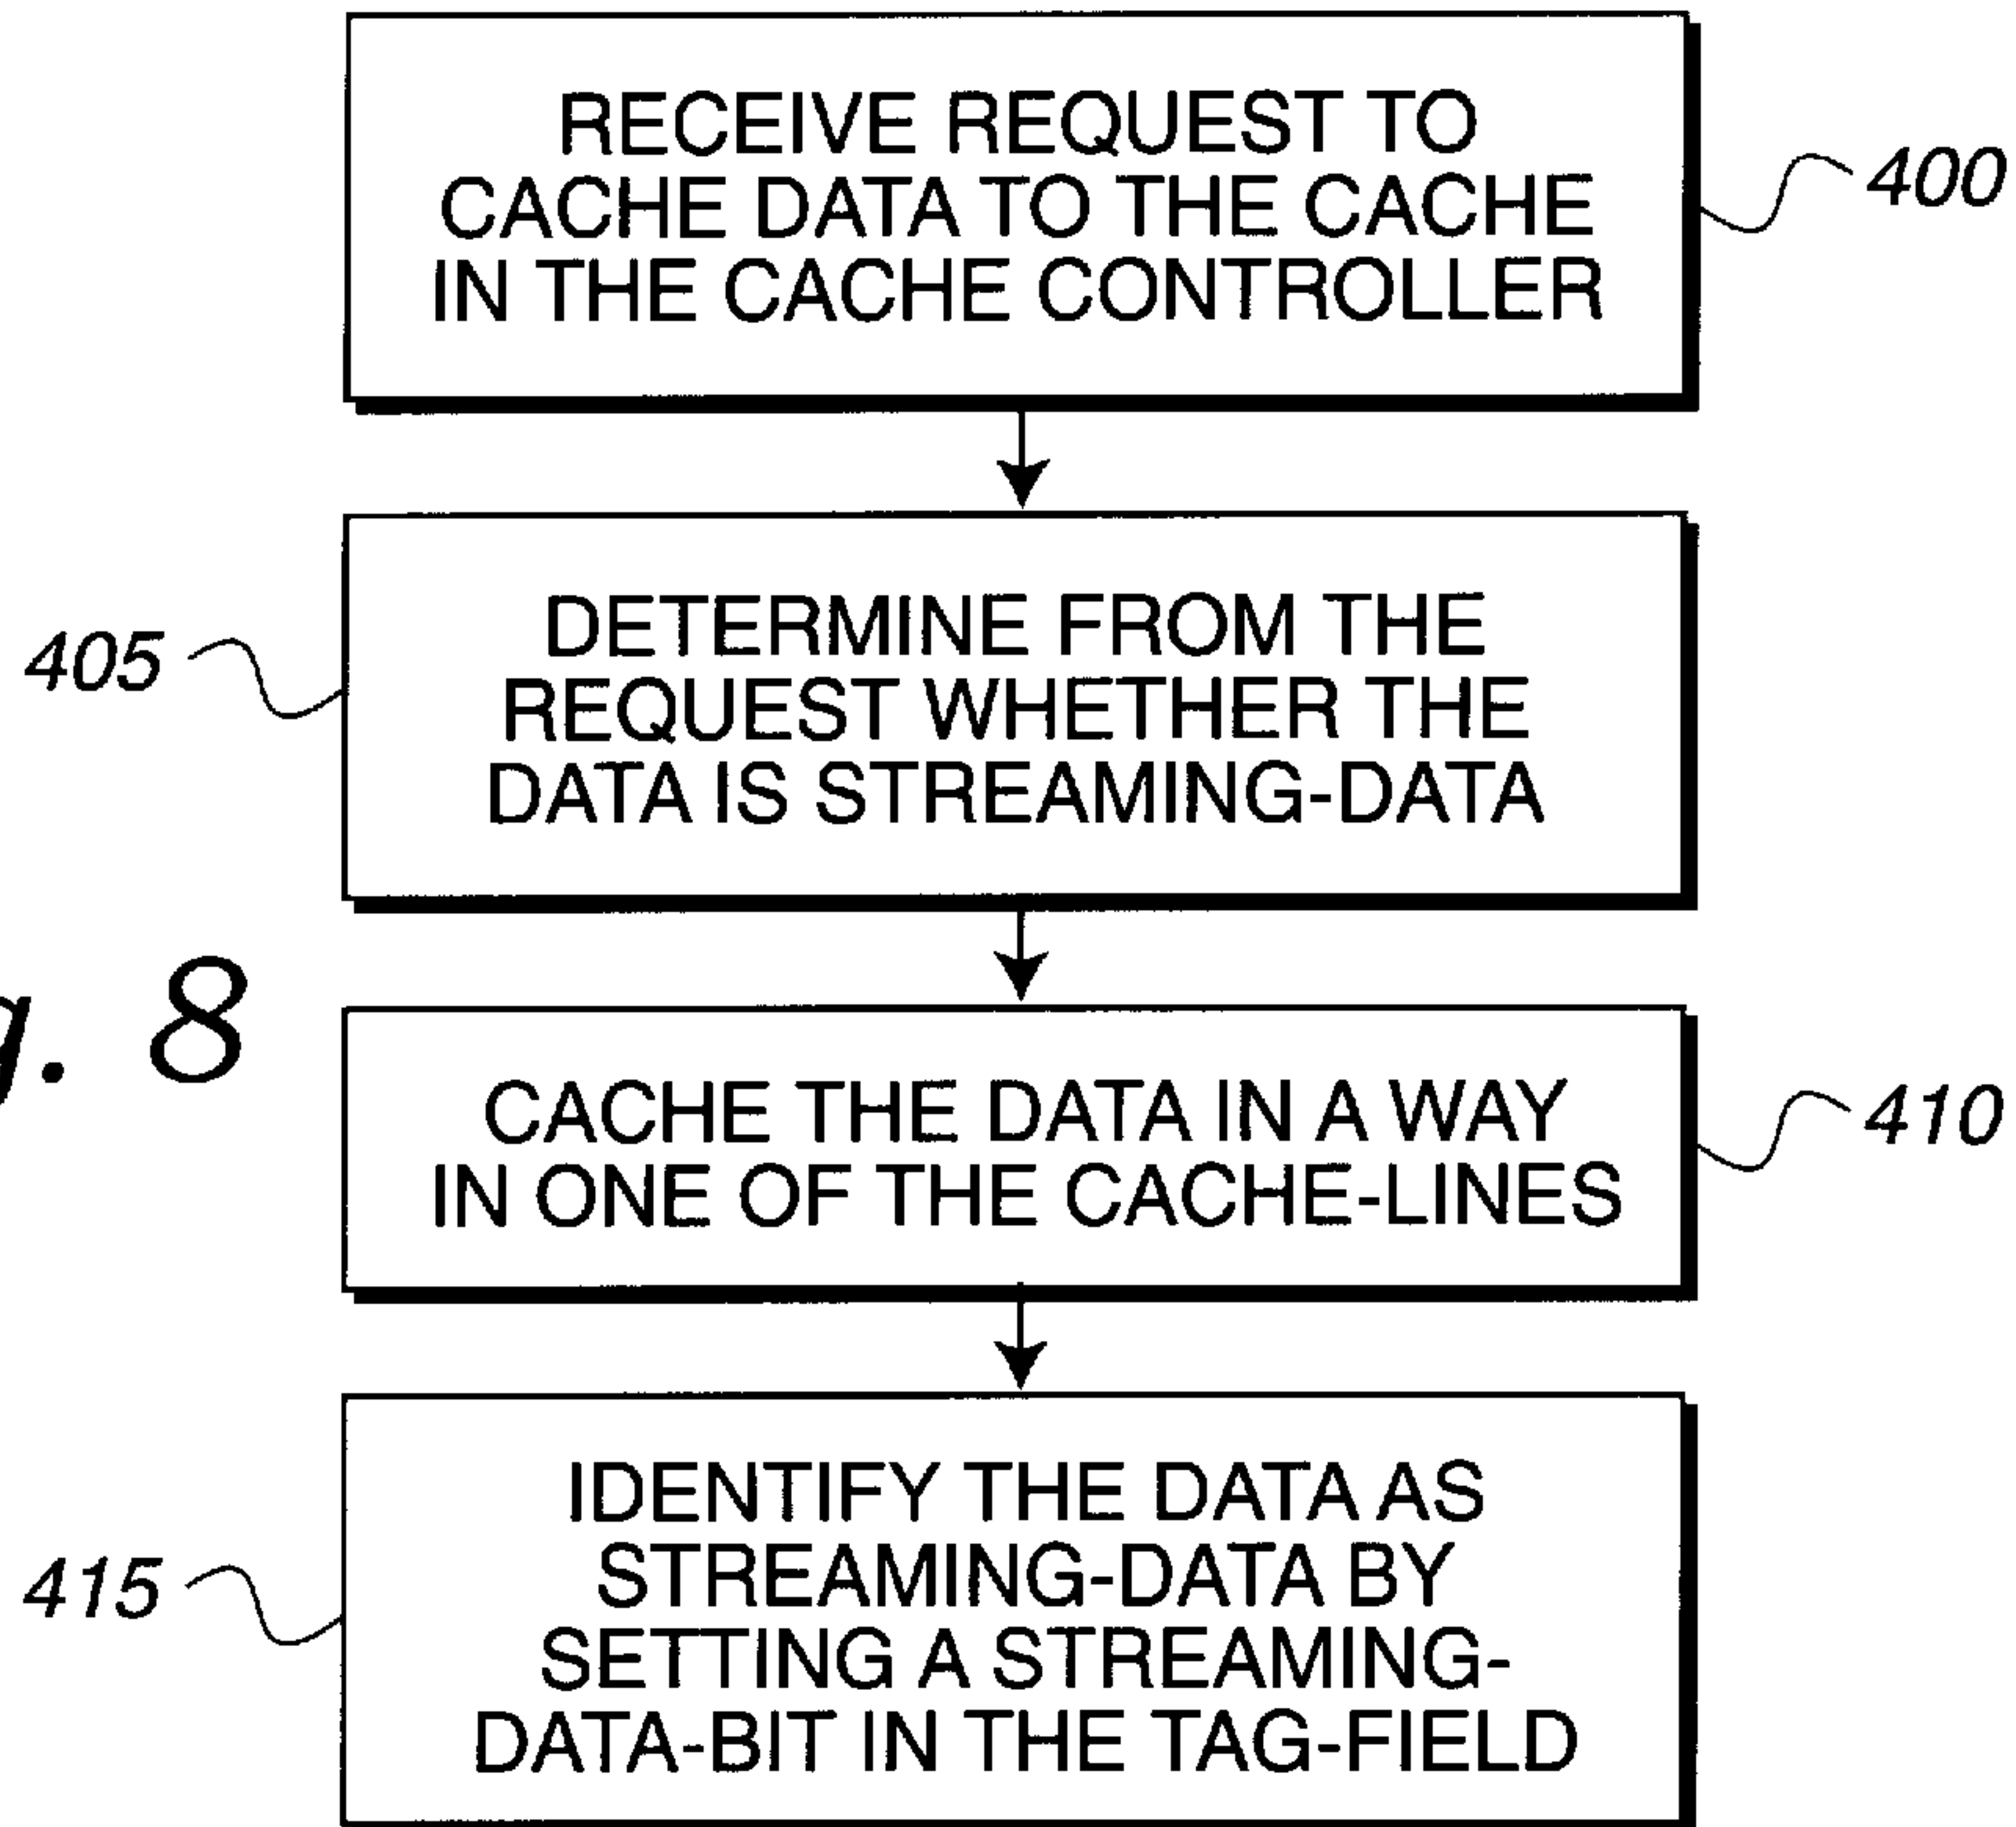 RECEIVE REQUEST TO
CACHE DATA TO THE CACHE
IN THE CACHE CONTROLLER
400
DETERMINE FROM THE
REQUEST WHETHER THE
DATA IS STREAMING-DATA
405
g. 8
CACHE THE DATA IN A WAY
IN ONE OF THE CACHE-LINES
410
IDENTIFY THE DATA AS
STREAMING-DATA BY
SETTING A STREAMING-
DATA-BIT IN THE TAG-FIELD
415